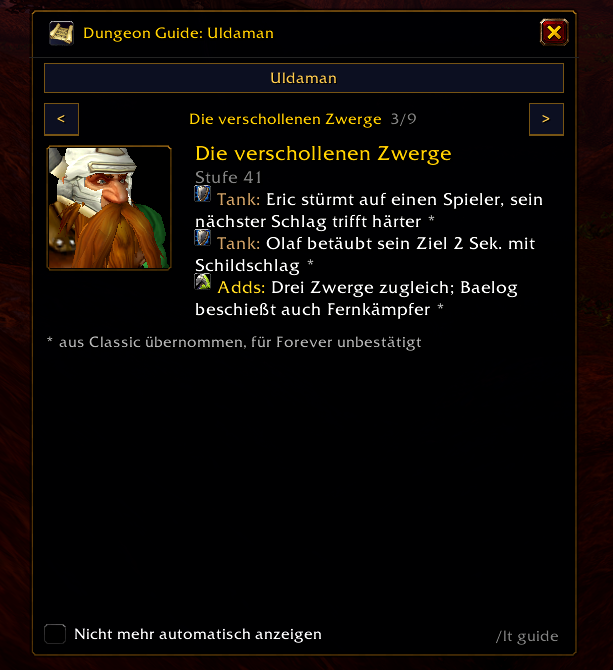 Dungeon Guide: Uldaman
Uldaman
< Die verschollenen Zwerge 3/9 >
Die verschollenen Zwerge
Stufe 41
Tank: Eric stürmt auf einen Spieler, sein
nächster Schlag trifft härter *
Tank: Olaf betäubt sein Ziel 2 Sek. mit
Schildschlag *
Adds: Drei Zwerge zugleich; Baelog
beschießt auch Fernkämpfer *
* aus Classic übernommen, für Forever unbestätigt
Nicht mehr automatisch anzeigen
/lt guide